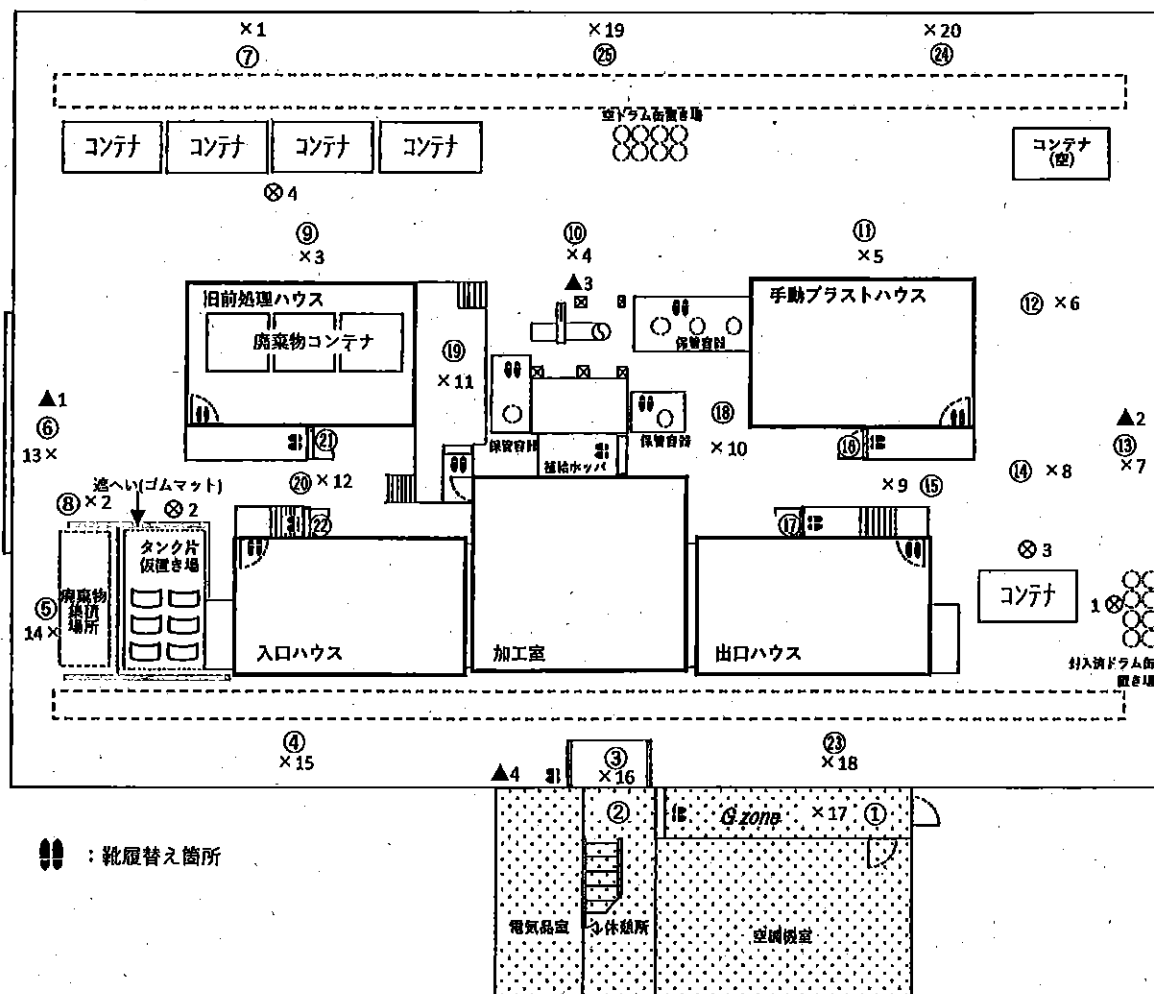 ×1 ×19 ×20
⑦ ㉕ ㉔
空ドラム缶置き場
コンテナ コンテナ コンテナ コンテナ
コンテナ
(空)
⊗4
⑨ ⑩ ⑪
×3 ×4 ×5
▲3
旧前処理ハウス
廃棄物コンテナ
手動ブラストハウス
⑫ ×6
保管容器
⑲
×11
▲1
⑥
13×
⑱
×10
▲2
⑬
×7
保管容器
保管容器
補給ホッパ
㉑
⑯
⑳ ×12
×9 ⑮
⑭ ×8
遮へい(ゴムマット)
⑧ ×2
⊗2
㉒
⑰
タンク片
仮置き場
⊗3
コンテナ
1⊗
⑤
14×
廃棄物
集積
場所
入口ハウス
加工室
出口ハウス
封入済ドラム缶
置き場
④
×15
③
×16
㉓
×18
▲4
②
G zone ×17 ①
:靴履替え箇所
電気品室
休憩所
空調機室